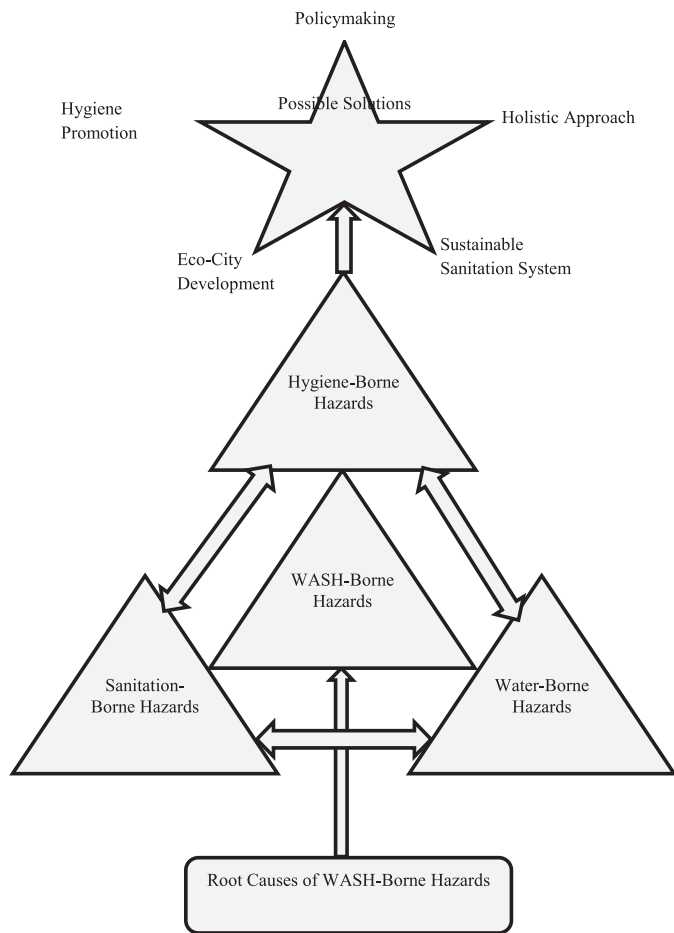 Policymaking
Possible Solutions
Hygiene
Promotion
Holistic Approach
Eco-City
Development
Sustainable
Sanitation System
Hygiene-Borne
Hazards
WASH-Borne
Hazards
Sanitation-
Borne Hazards
Water-Borne
Hazards
Root Causes of WASH-Borne Hazards